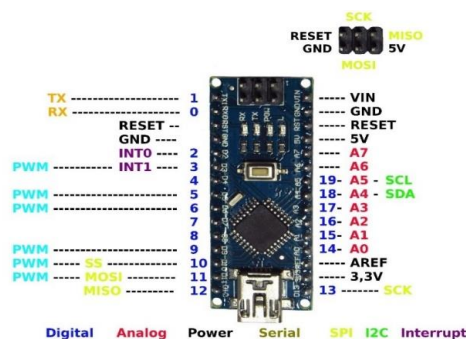 SCK
RESET MISO
GND 5V
MOSI
TX 1 VIN
RX 0 GND
RESET RESET
GND 5V
INT0 2 A7
PWM INT1 3 A6
4 19 A5 SCL
PWM 5 18 A4 SDA
PWM 6 17 A3
7 16 A2
8 15 A1
PWM 9 14 A0
PWM SS 10 AREF
PWM MOSI 11 3,3V
MISO 12 13 SCK
Digital Analog Power Serial SPI I2C Interrupt